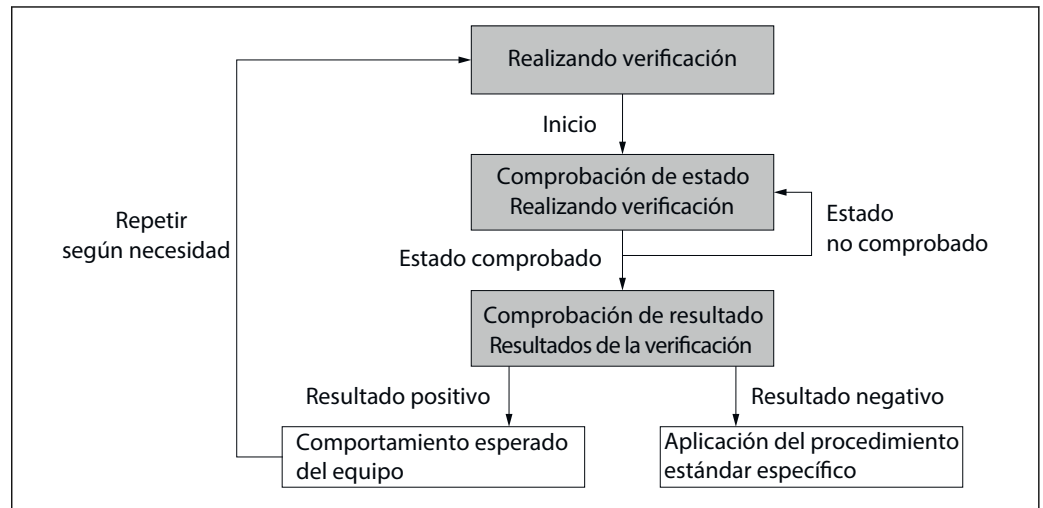 Realizando verificación
Inicio
Comprobación de estado
Realizando verificación
Repetir
según necesidad
Estado
no comprobado
Estado comprobado
Comprobación de resultado
Resultados de la verificación
Resultado positivo
Resultado negativo
Comportamiento esperado
del equipo
Aplicación del procedimiento
estándar específico